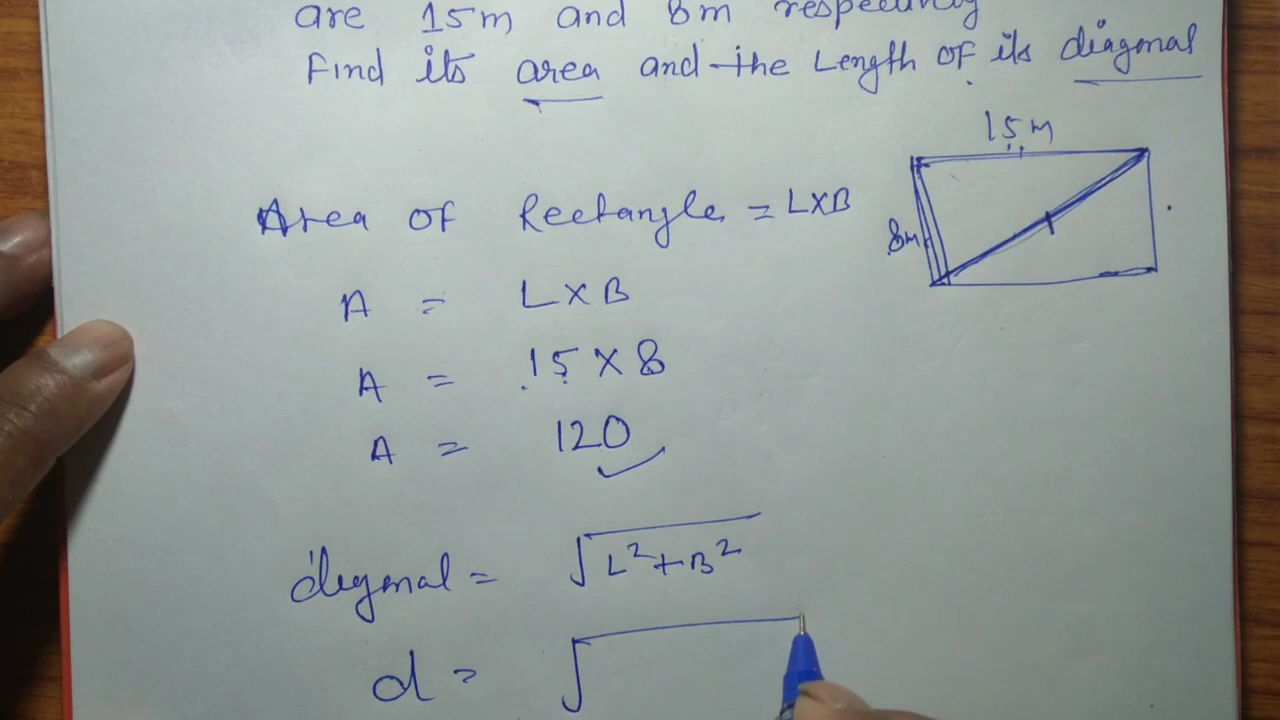 are 15m and 8m respectively
Find its area and the Length of its diagonal
15m
Area of Rectangle = L×B
8m
A = L×B
A = 15×8
A = 120
diagonal = √L²+B²
d = √